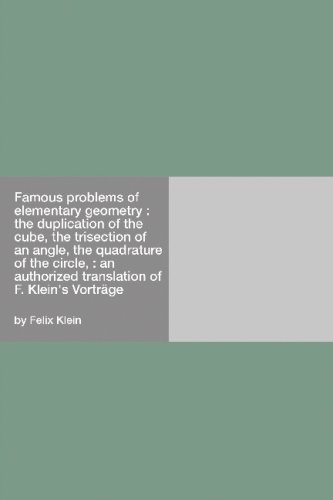 Famous problems of
elementary geometry :
the duplication of the
cube, the trisection of
an angle, the quadrature
of the circle, : an
authorized translation of
F. Klein's Vorträge
by Felix Klein